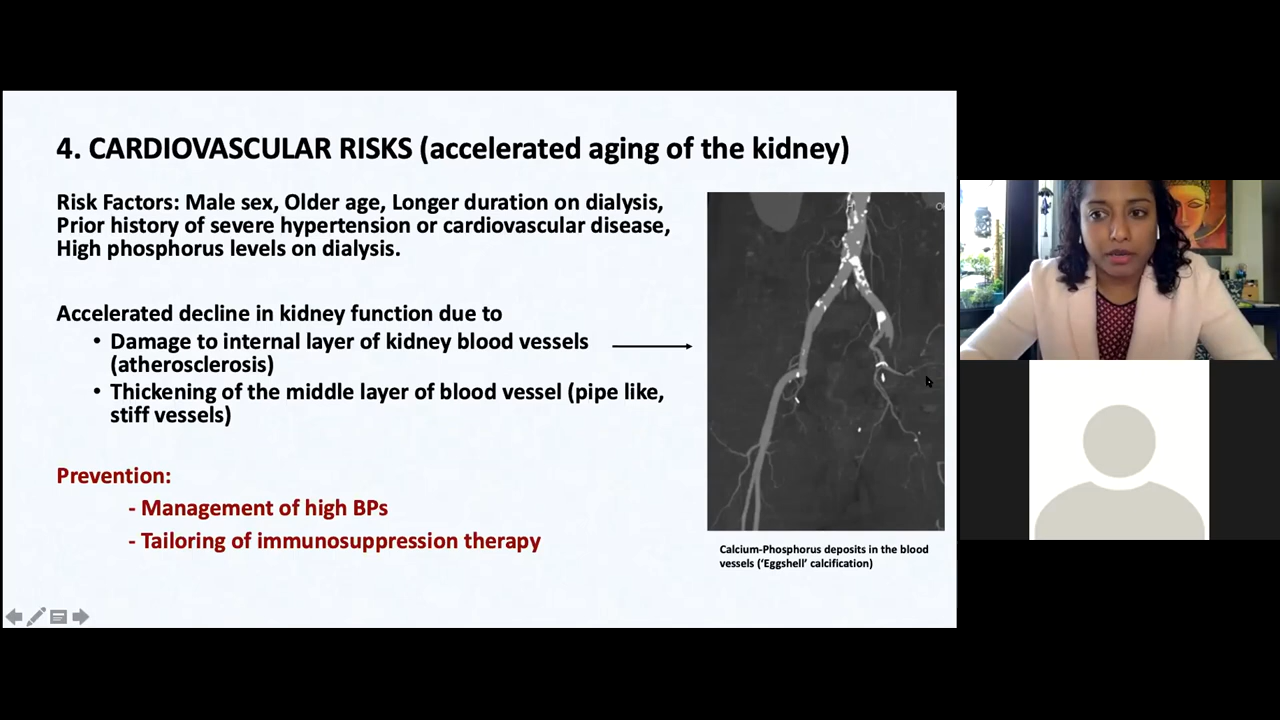 4. CARDIOVASCULAR RISKS (accelerated aging of the kidney)
Risk Factors: Male sex, Older age, Longer duration on dialysis,
Prior history of severe hypertension or cardiovascular disease,
High phosphorus levels on dialysis.
Accelerated decline in kidney function due to
• Damage to internal layer of kidney blood vessels
(atherosclerosis)
• Thickening of the middle layer of blood vessel (pipe like,
stiff vessels)
Prevention:
- Management of high BPs
- Tailoring of immunosuppression therapy
Calcium-Phosphorus deposits in the blood
vessels (‘Eggshell’ calcification)